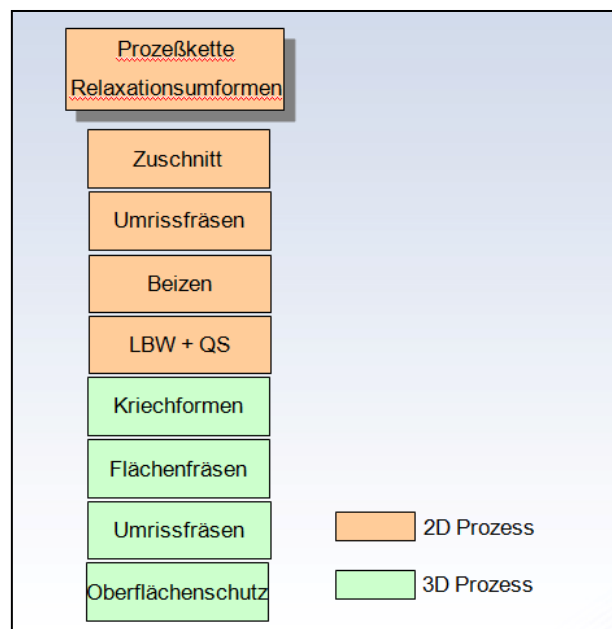 Prozeßkette
Relaxationsumformen
Zuschnitt
Umrissfräsen
Beizen
LBW + QS
Kriechformen
Flächenfräsen
Umrissfräsen
Oberflächenschutz
2D Prozess
3D Prozess